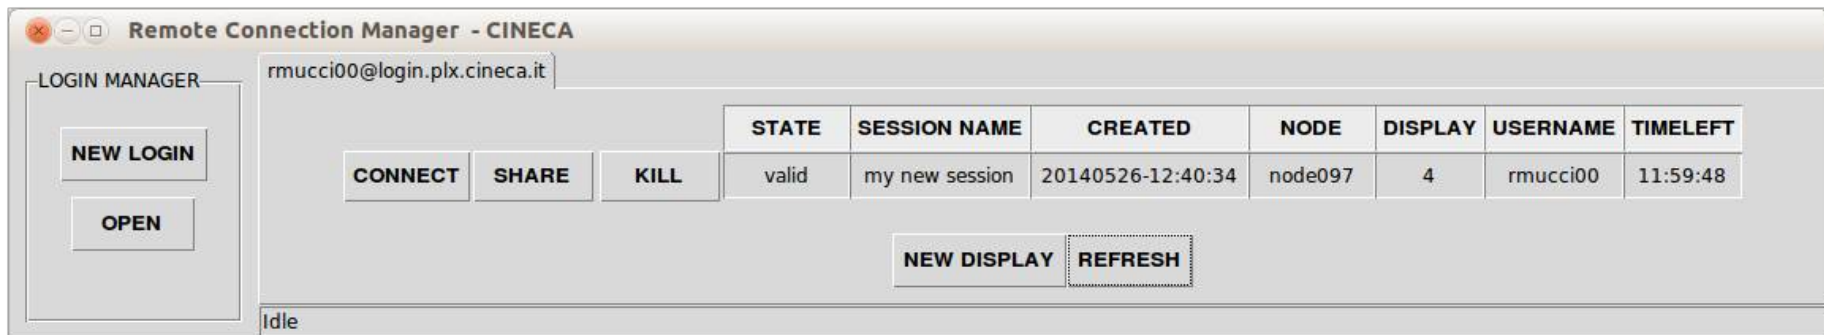 Remote Connection Manager - CINECA
LOGIN MANAGER
NEW LOGIN
OPEN
rmucci00@login.plx.cineca.it
STATE SESSION NAME CREATED NODE DISPLAY USERNAME TIMELEFT
CONNECT SHARE KILL valid my new session 20140526-12:40:34 node097 4 rmucci00 11:59:48
NEW DISPLAY REFRESH
Idle